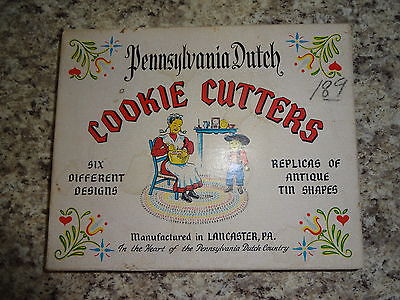 Pennsylvania Dutch
COOKIE CUTTERS
189
SIX
DIFFERENT
DESIGNS
REPLICAS OF
ANTIQUE
TIN SHAPES
Manufactured in LANCASTER, PA.
In the Heart of the Pennsylvania Dutch Country